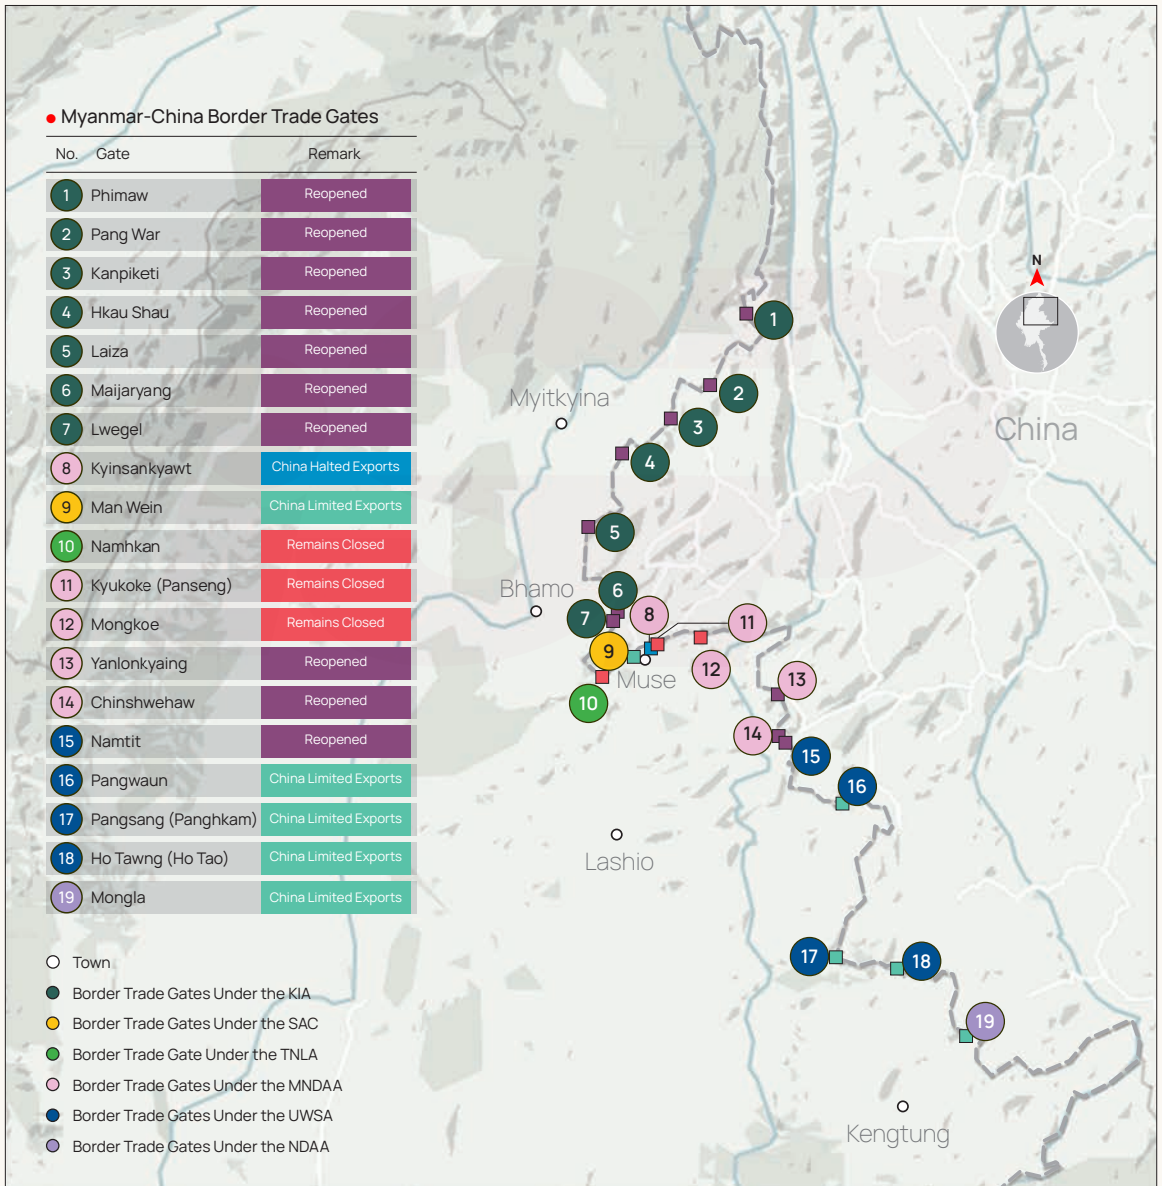 Myanmar-China Border Trade Gates
No. Gate Remark
1 Phimaw Reopened
2 Pang War Reopened
3 Kanpiketi Reopened
4 Hkau Shau Reopened
5 Laiza Reopened
6 Maijaryang Reopened
7 Lwegel Reopened
8 Kyinsankyawt China Halted Exports
9 Man Wein China Limited Exports
10 Namhkan Remains Closed
11 Kyukoke (Panseng) Remains Closed
12 Mongkoe Remains Closed
13 Yanlonkyaing Reopened
14 Chinshwehaw Reopened
15 Namtit Reopened
16 Pangwaun China Limited Exports
17 Pangsang (Panghkam) China Limited Exports
18 Ho Tawng (Ho Tao) China Limited Exports
19 Mongla China Limited Exports
Town
Border Trade Gates Under the KIA
Border Trade Gates Under the SAC
Border Trade Gate Under the TNLA
Border Trade Gates Under the MNDAA
Border Trade Gates Under the UWSA
Border Trade Gates Under the NDAA
N
China
1
2
Myitkyina
3
4
5
Bhamo
6
7
8
11
9
12
Muse
13
10
14
15
16
Lashio
17
18
19
Kengtung